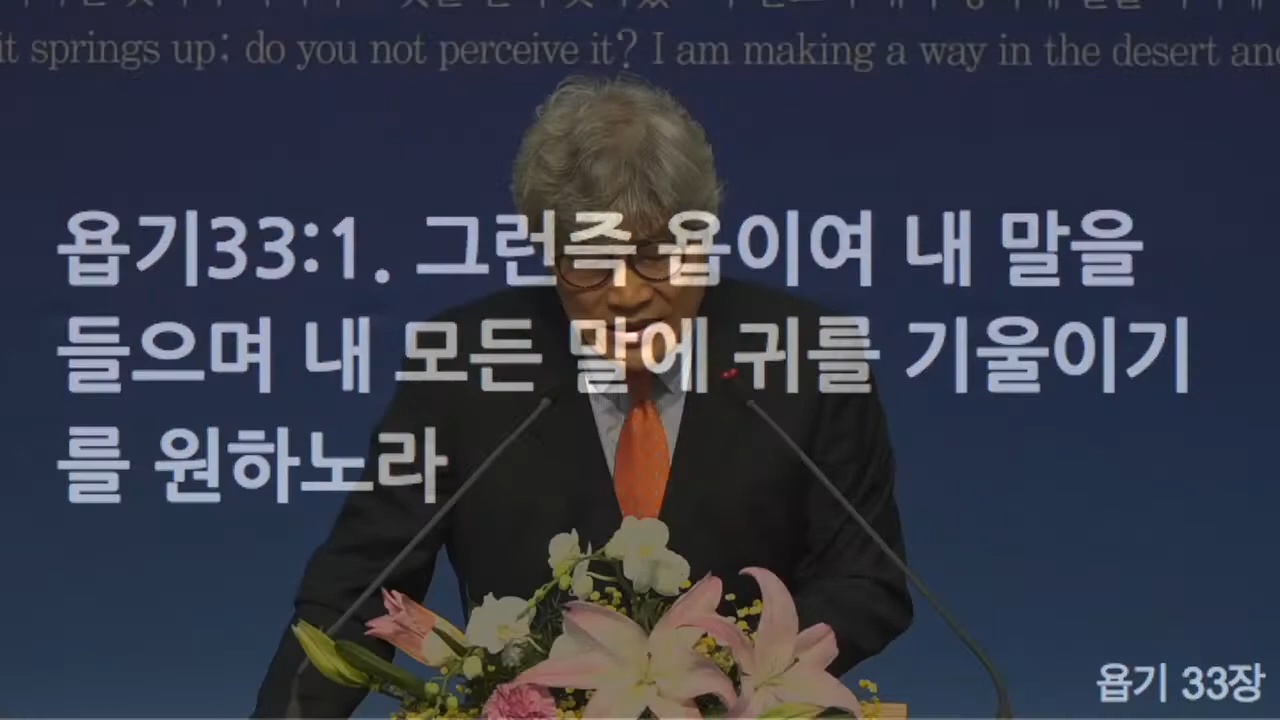 it springs up; do you not perceive it? I am making a way in the desert and
욥기33:1. 그런즉 욥이여 내 말을
들으며 내 모든 말에 귀를 기울이기
를 원하노라
욥기 33장